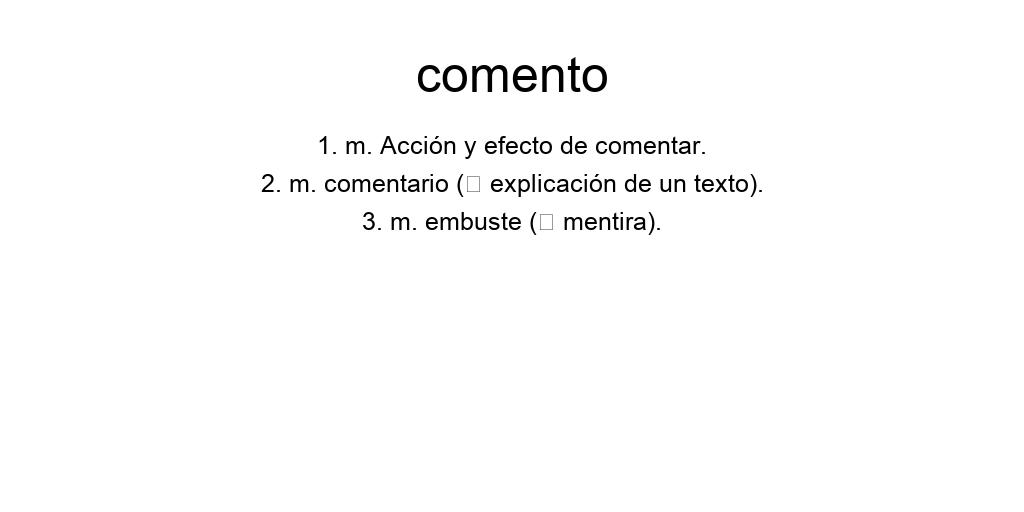 comento
1. m. Acción y efecto de comentar.
2. m. comentario (□ explicación de un texto).
3. m. embuste (□ mentira).